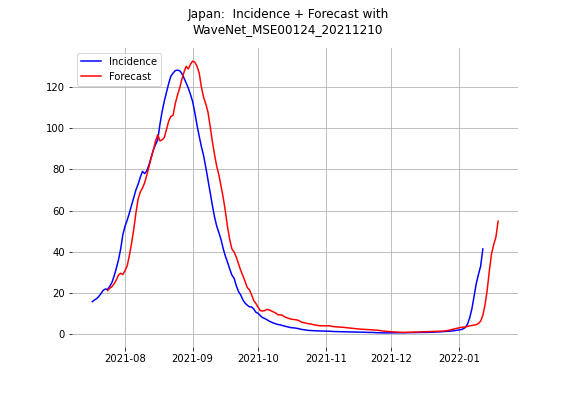 Japan:  Incidence + Forecast with
WaveNet_MSE00124_20211210
Incidence
Forecast
120
100
80
60
40
20
0
2021-08 2021-09 2021-10 2021-11 2021-12 2022-01